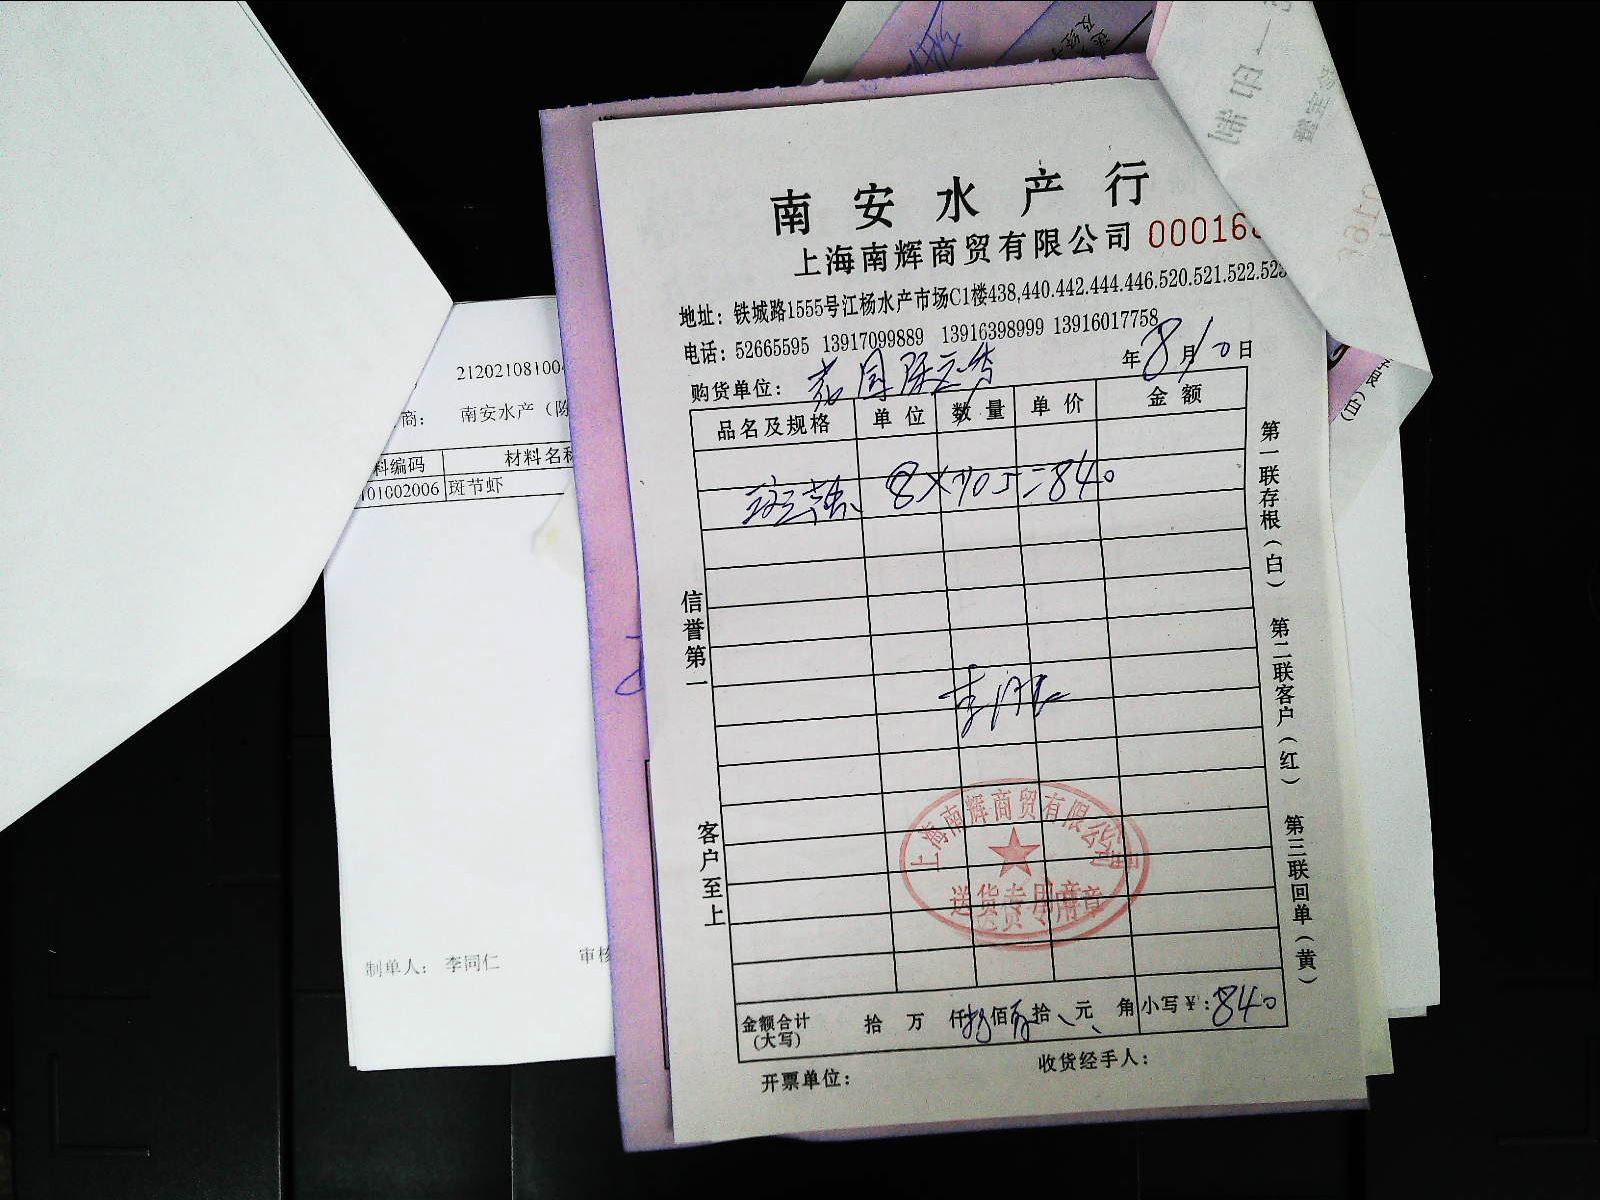 南安水产行
上海南辉商贸有限公司 00016
地址：铁城路1555号江杨水产市场C1楼438,440.442.444.446.520.521.522.523
电话：52665595 13917099889 13916398999 13916017758
购货单位： 年8月10日
品名及规格 单位 数量 单价 金额
8×105=840
信誉第一
客户至上
第一联存根（白）
第二联客户（红）
第三联回单（黄）
上海南辉商贸有限公司
送货专用章
金额合计 拾 万 仟 佰 拾 元 角 小写￥：840
(大写)
开票单位： 收货经手人：
21202108100
商： 南安水产（陈
料编码 材料名称
101002006 斑节虾
制单人： 李同仁 审核